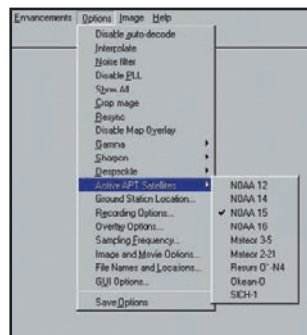 Enhancements Options Image Help
Disable auto-decode
Interpolate
Noise filter
Disable PLL
Show All
Crop image
Resync
Disable Map Overlay
Gamma
Sharpen
Despeckle
Active APT Satellites
Ground Station Location...
Recording Options...
Overlay Options...
Sampling Frequency...
Image and Movie Options...
File Names and Locations...
GUI Options...
Save Options
NOAA 12
NOAA 14
✔ NOAA 15
NOAA 16
Meteor 3-5
Meteor 2-21
Resurs O¹-N4
Okean-O
SICH-1